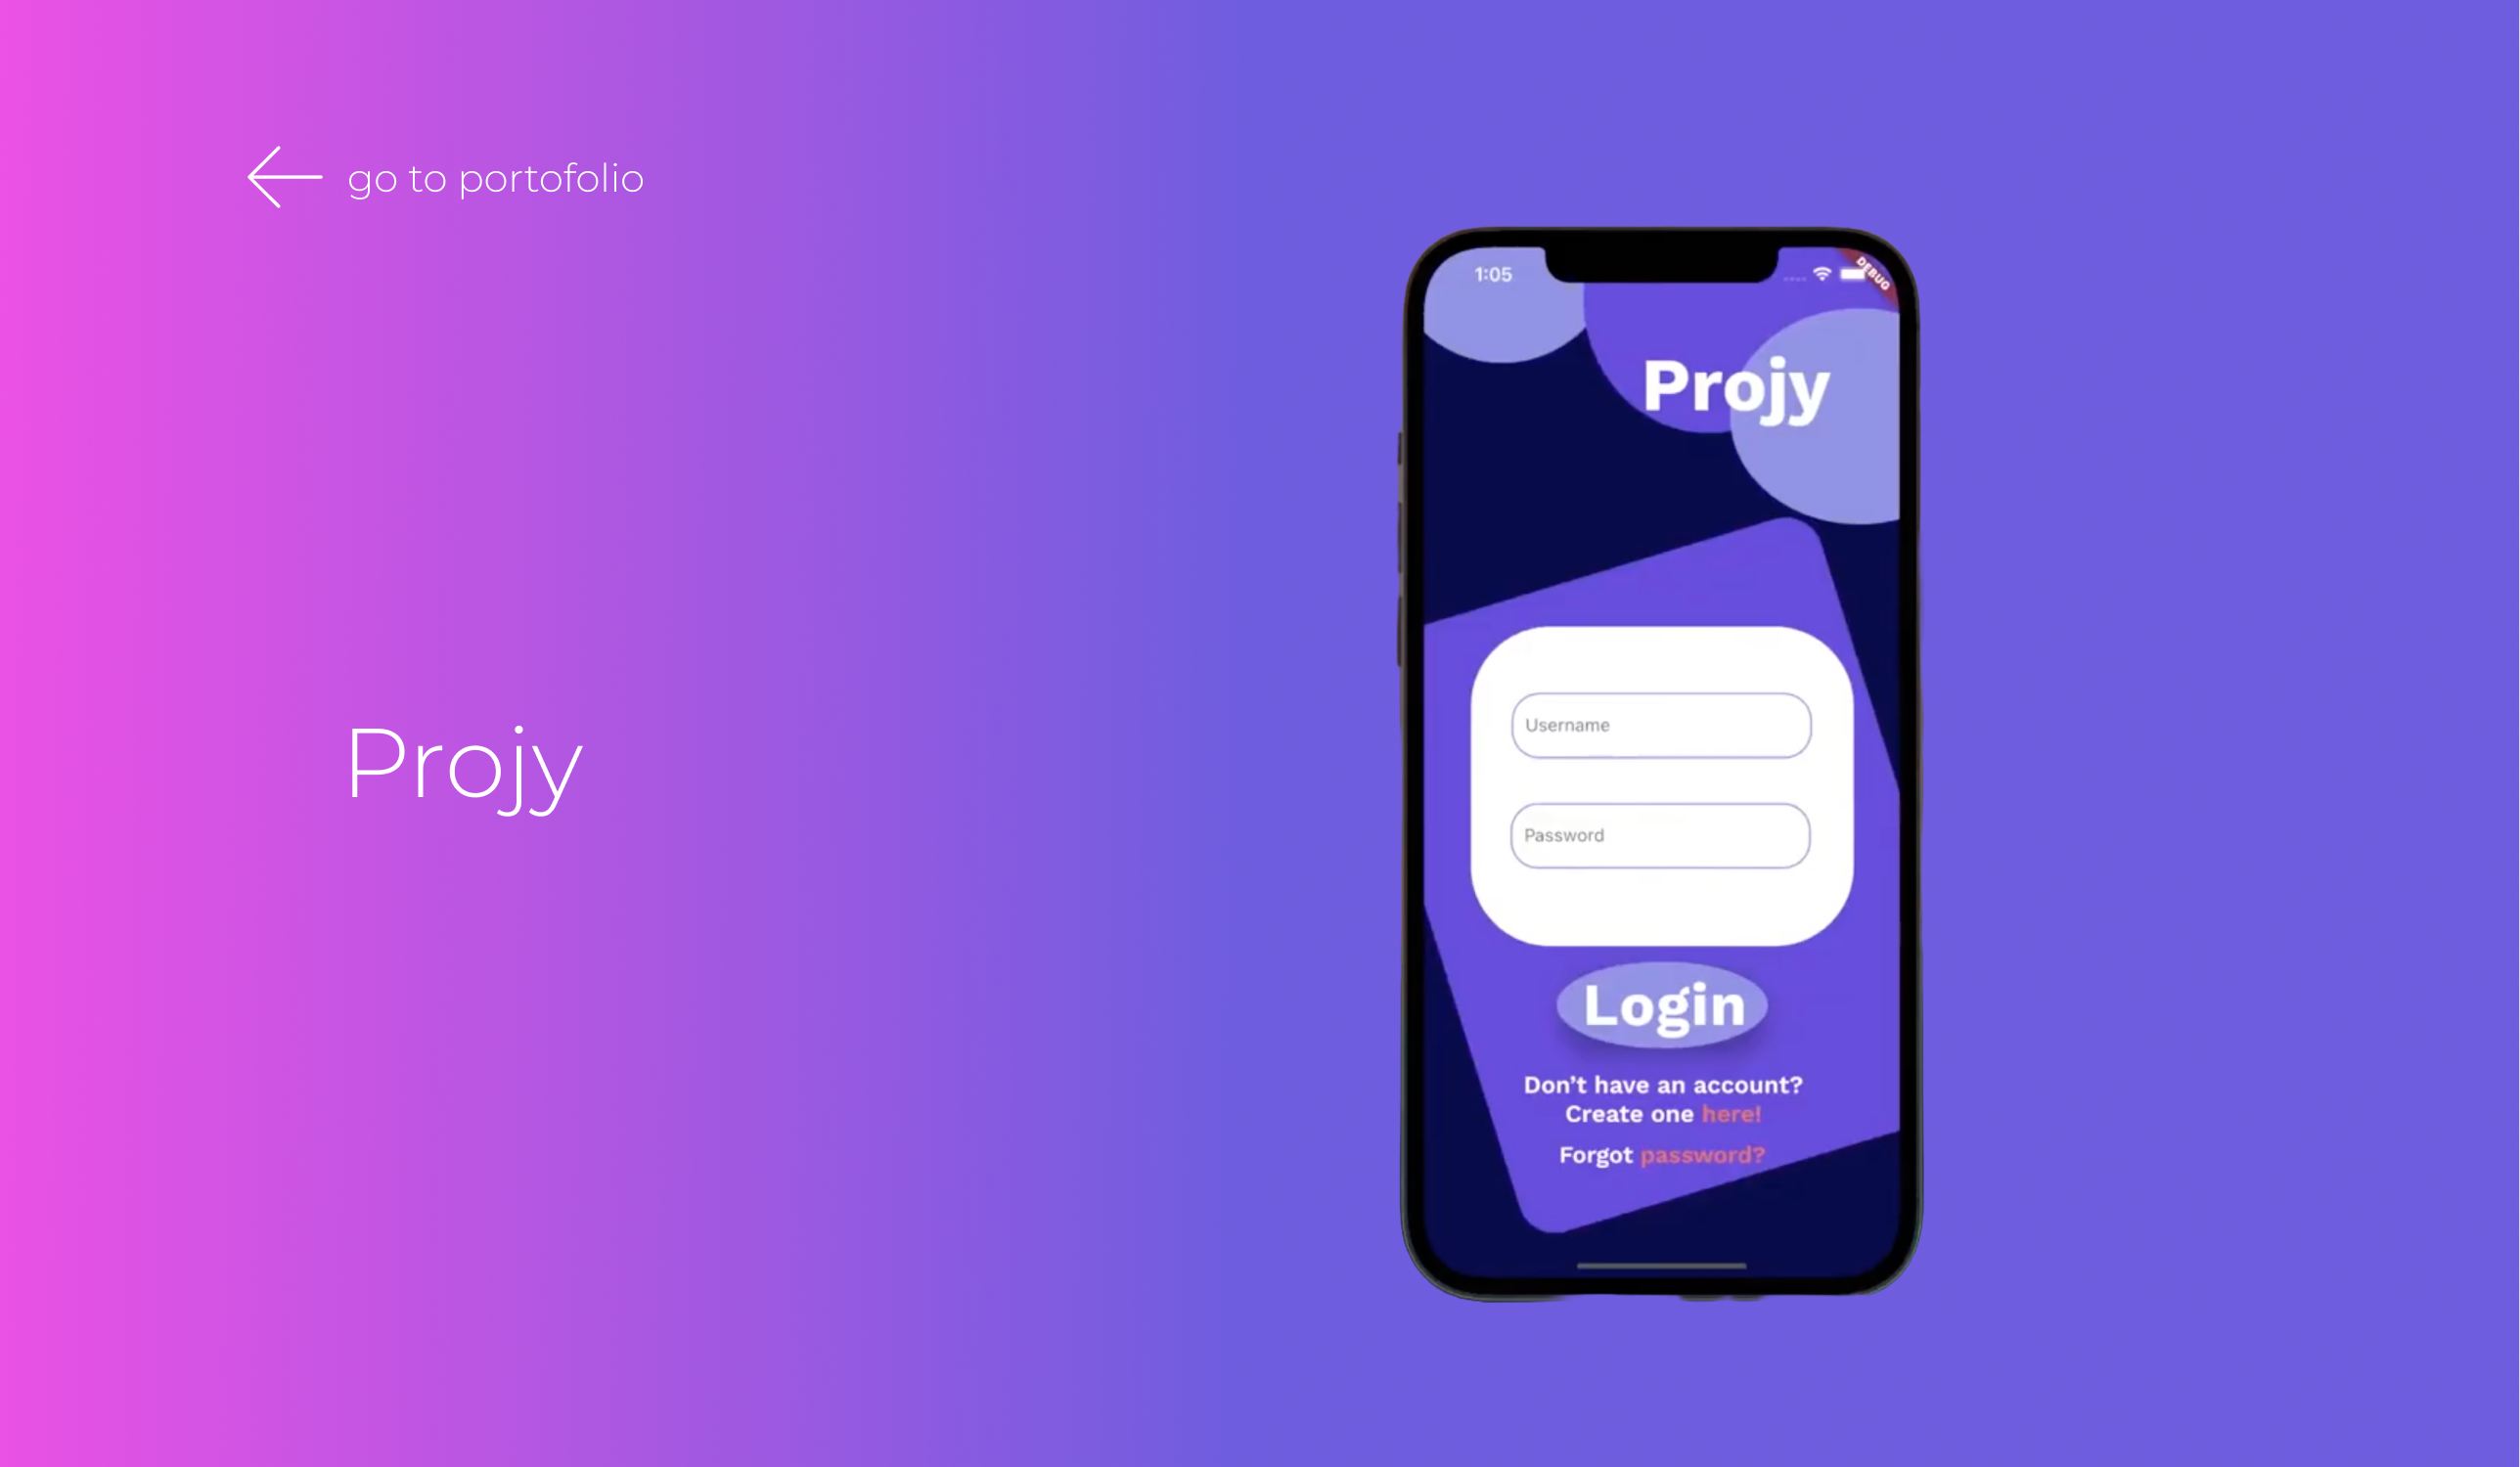 go to portofolio
Projy
1:05
DEBUG
Projy
Username
Password
Login
Don’t have an account?
Create one here!
Forgot password?